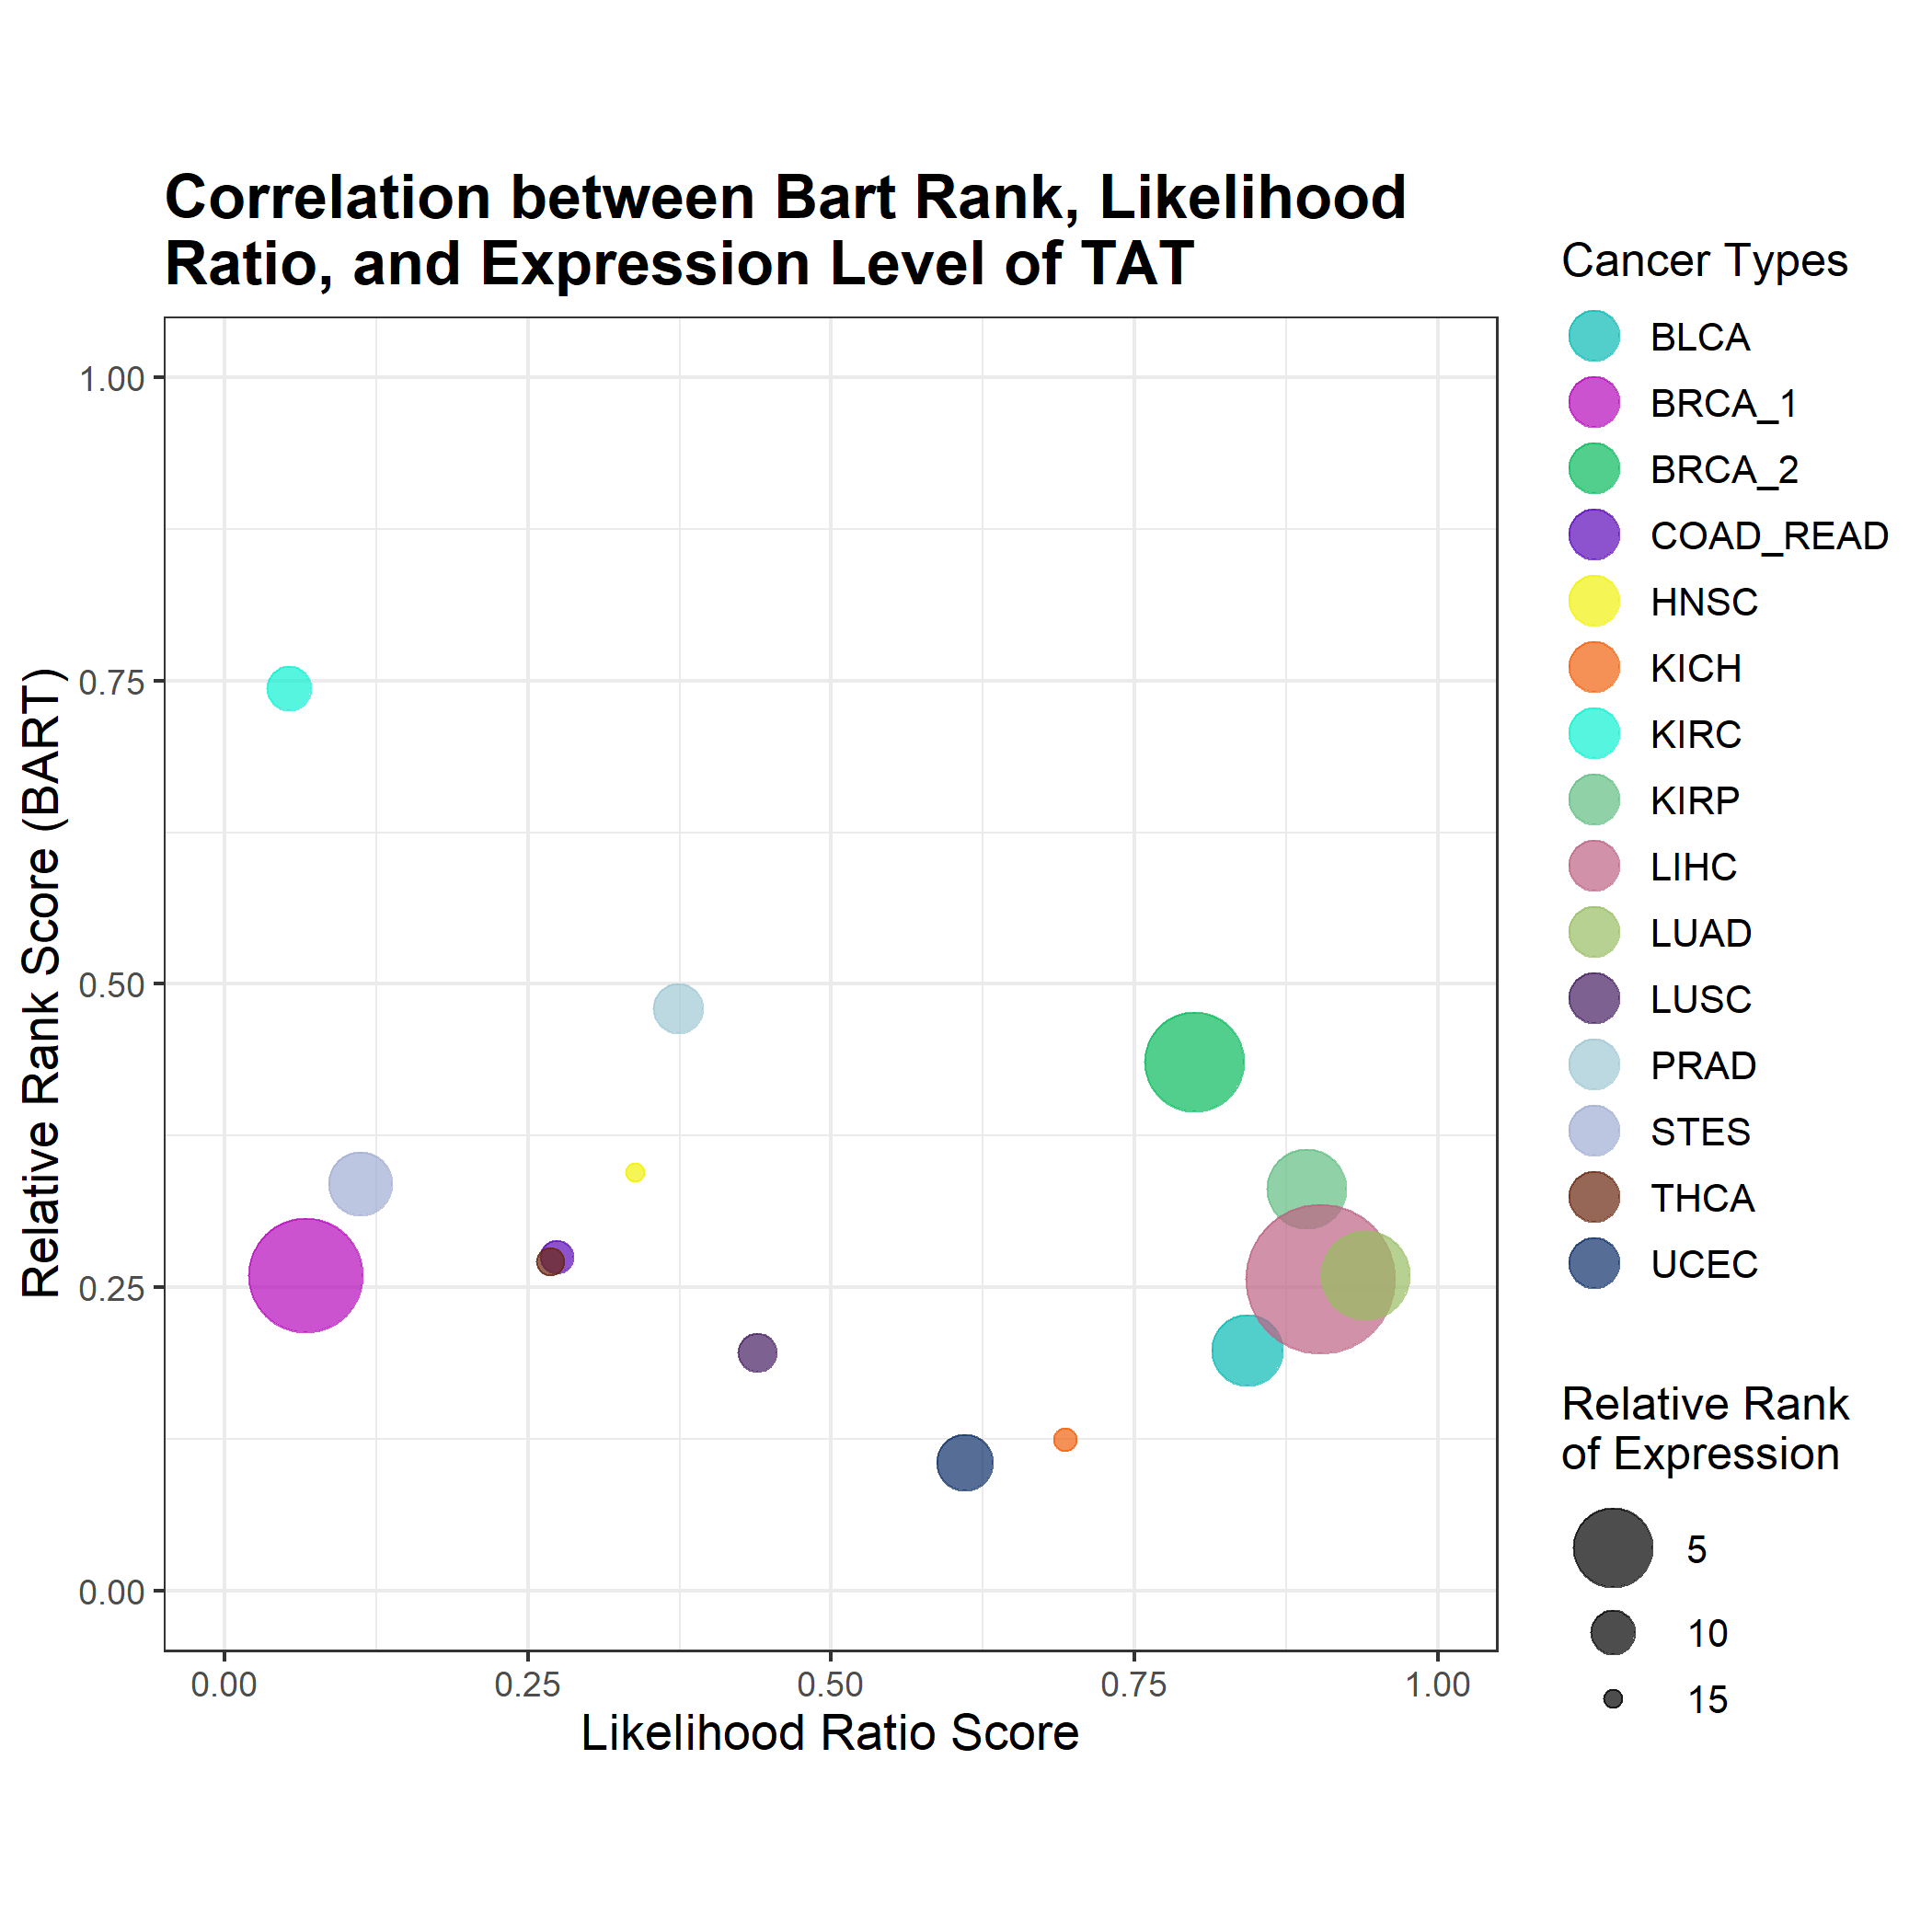 Correlation between Bart Rank, Likelihood
Ratio, and Expression Level of TAT
Relative Rank Score (BART)
1.00
0.75
0.50
0.25
0.00
0.00 0.25 0.50 0.75 1.00
Likelihood Ratio Score
Cancer Types
BLCA
BRCA_1
BRCA_2
COAD_READ
HNSC
KICH
KIRC
KIRP
LIHC
LUAD
LUSC
PRAD
STES
THCA
UCEC
Relative Rank
of Expression
5
10
15